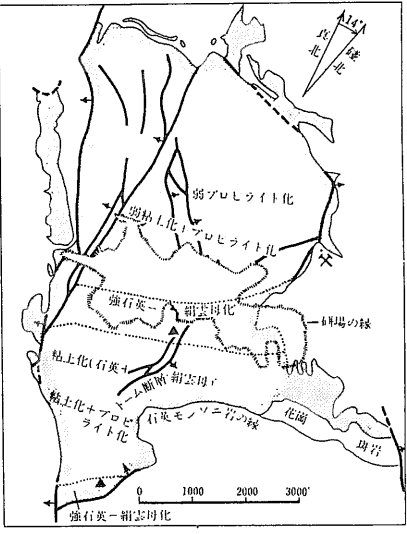 14°
真北
磁北
弱プロピライト化
弱粘土化+プロピライト化
強石英-絹雲母化
硑場の縁
粘土化(石英+
トーム断層
絹雲母)
粘土化+プロピ
ライト化
石英モンゾニ岩の縁
花崗
斑岩
0 1000 2000 3000'
強石英-絹雲母化